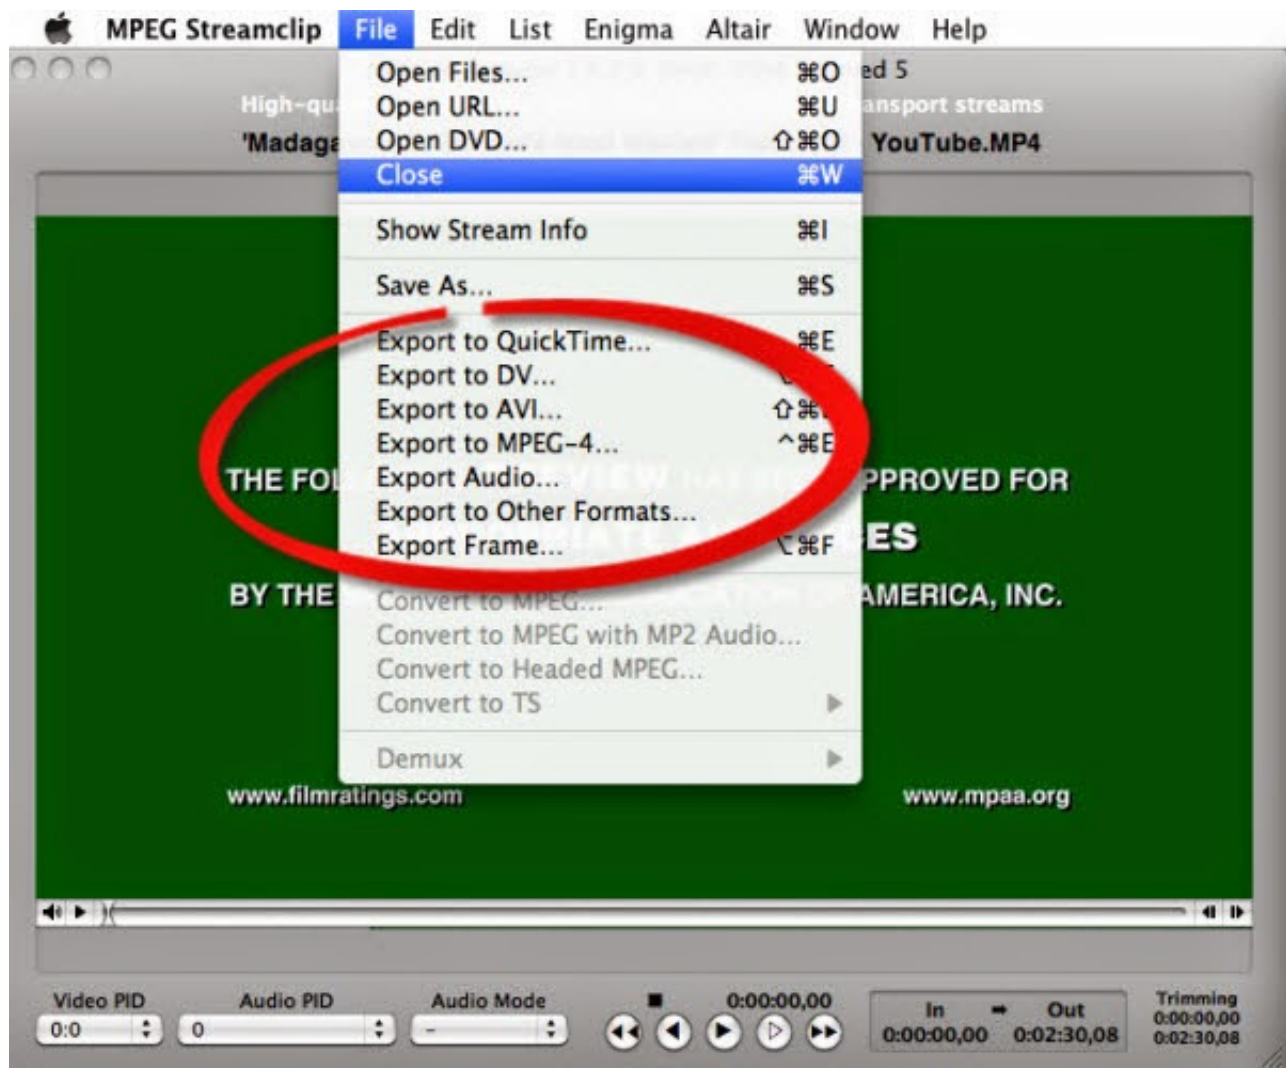 MPEG Streamclip File Edit List Enigma Altair Window Help
ed 5
High-qu ansport streams
'Madaga YouTube.MP4
Open Files... ⌘O
Open URL... ⌘U
Open DVD... ⇧⌘O
Close ⌘W
Show Stream Info ⌘I
Save As... ⌘S
Export to QuickTime... ⌘E
Export to DV...
Export to AVI... ⇧⌘
Export to MPEG-4... ^⌘E
Export Audio...
Export to Other Formats...
Export Frame... ⌥⌘F
Convert to MPEG...
Convert to MPEG with MP2 Audio...
Convert to Headed MPEG...
Convert to TS
Demux
THE FOL VIEW PPROVED FOR
ES
BY THE AMERICA, INC.
www.filmratings.com www.mpaa.org
Video PID Audio PID Audio Mode 0:00:00,00
0:0 0 -
In Out
0:00:00,00 0:02:30,08
Trimming
0:00:00,00
0:02:30,08